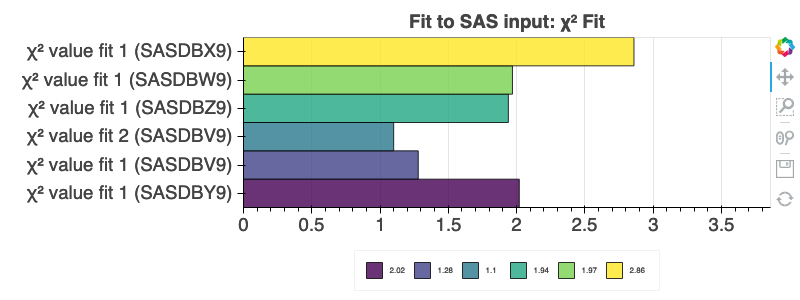 Fit to SAS input: χ² Fit
χ² value fit 1 (SASDBX9)
χ² value fit 1 (SASDBW9)
χ² value fit 1 (SASDBZ9)
χ² value fit 2 (SASDBV9)
χ² value fit 1 (SASDBV9)
χ² value fit 1 (SASDBY9)
0 0.5 1 1.5 2 2.5 3 3.5
2.02 1.28 1.1 1.94 1.97 2.86